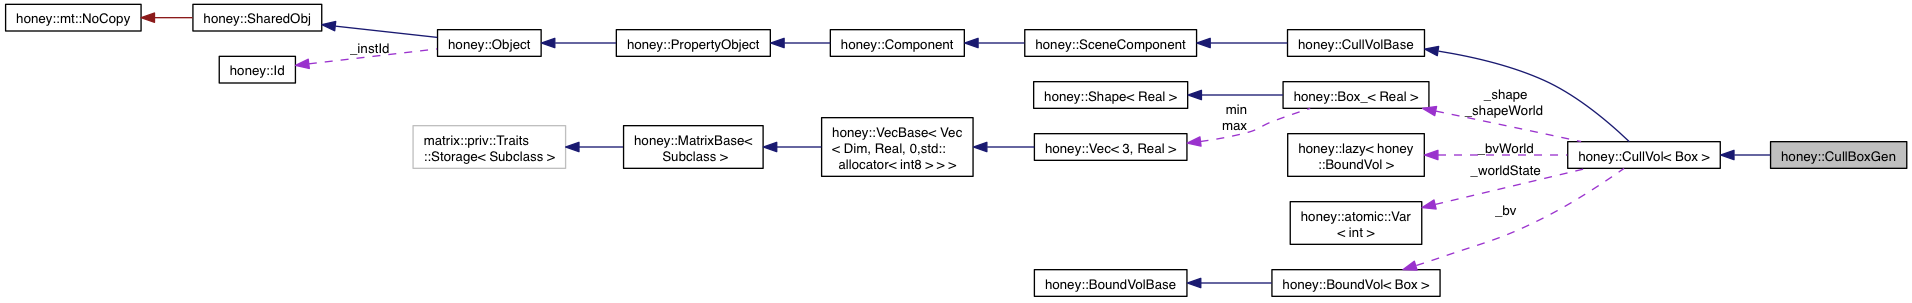 honey::mt::NoCopy
honey::SharedObj
_instId
honey::Id
honey::Object
honey::PropertyObject
honey::Component
honey::SceneComponent
honey::CullVolBase
honey::Shape< Real >
honey::Box_< Real >
min
max
_shape
_shapeWorld
matrix::priv::Traits
::Storage< Subclass >
honey::MatrixBase<
Subclass >
honey::VecBase< Vec
< Dim, Real, 0,std::
allocator< int8 > > >
honey::Vec< 3, Real >
honey::lazy< honey
::BoundVol >
_bvWorld
_worldState
honey::CullVol< Box >
honey::CullBoxGen
honey::atomic::Var
< int >
_bv
honey::BoundVolBase
honey::BoundVol< Box >